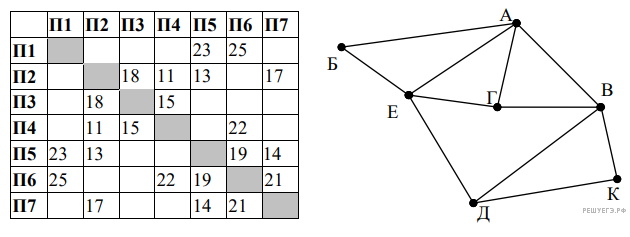 П1 П2 П3 П4 П5 П6 П7
П1 23 25
П2 18 11 13 17
П3 18 15
П4 11 15 22
П5 23 13 19 14
П6 25 22 19 21
П7 17 14 21
А
Б
В
Г
Е
К
Д
РЕШУЕГЭ.РФ